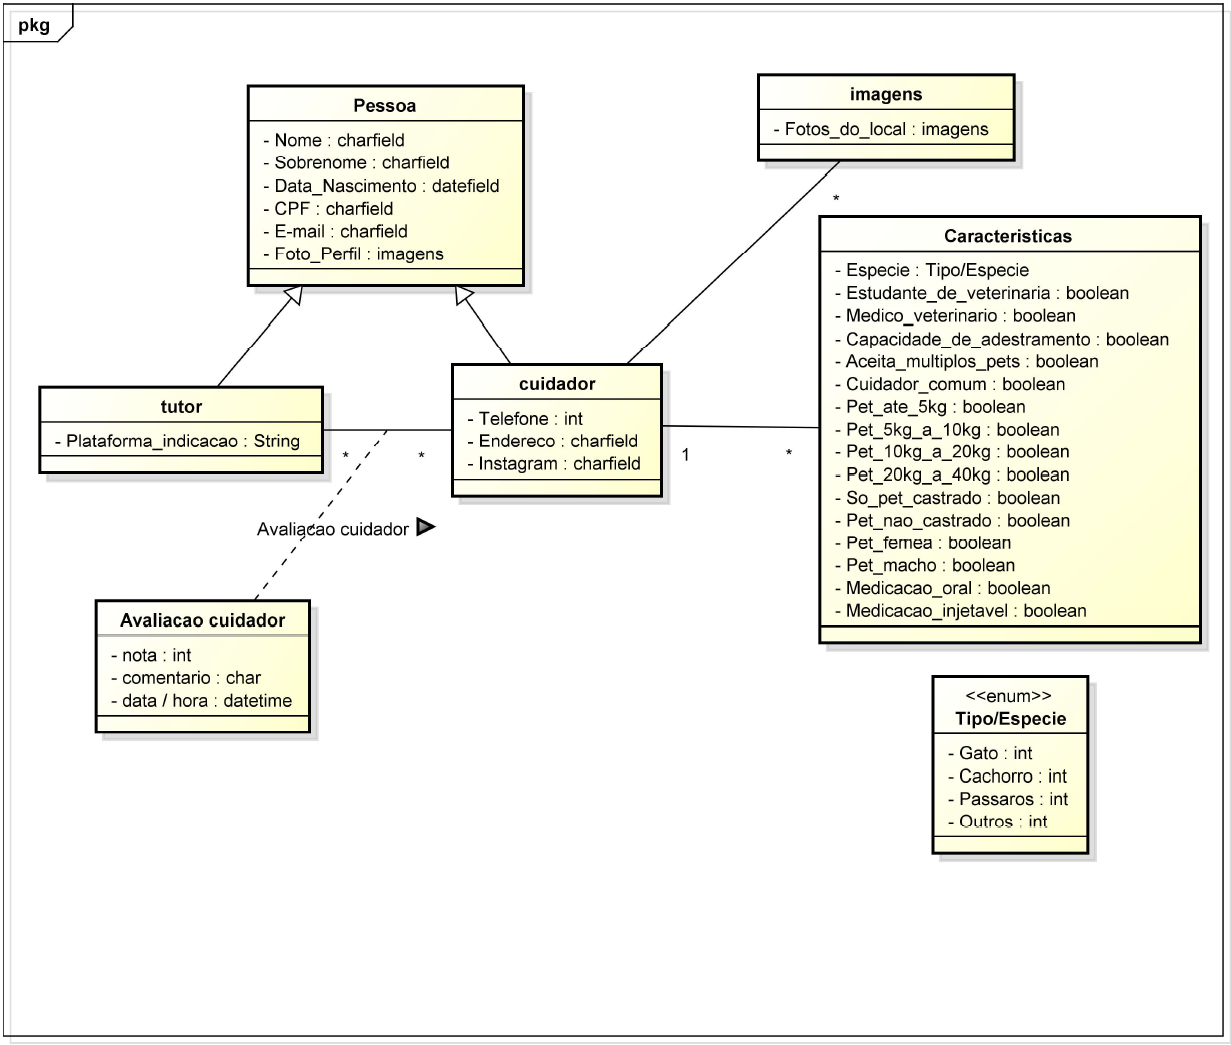 pkg
Pessoa
- Nome : charfield
- Sobrenome : charfield
- Data_Nascimento : datefield
- CPF : charfield
- E-mail : charfield
- Foto_Perfil : imagens
imagens
- Fotos_do_local : imagens
*
Caracteristicas
- Especie : Tipo/Especie
- Estudante_de_veterinaria : boolean
- Medico_veterinario : boolean
- Capacidade_de_adestramento : boolean
- Aceita_multiplos_pets : boolean
- Cuidador_comum : boolean
- Pet_ate_5kg : boolean
- Pet_5kg_a_10kg : boolean
- Pet_10kg_a_20kg : boolean
- Pet_20kg_a_40kg : boolean
- So_pet_castrado : boolean
- Pet_nao_castrado : boolean
- Pet_femea : boolean
- Pet_macho : boolean
- Medicacao_oral : boolean
- Medicacao_injetavel : boolean
tutor
- Plataforma_indicacao : String
* *
cuidador
- Telefone : int
- Endereco : charfield
- Instagram : charfield
1 *
Avaliacao cuidador
Avaliacao cuidador
- nota : int
- comentario : char
- data / hora : datetime
<<enum>>
Tipo/Especie
- Gato : int
- Cachorro : int
- Passaros : int
- Outros : int